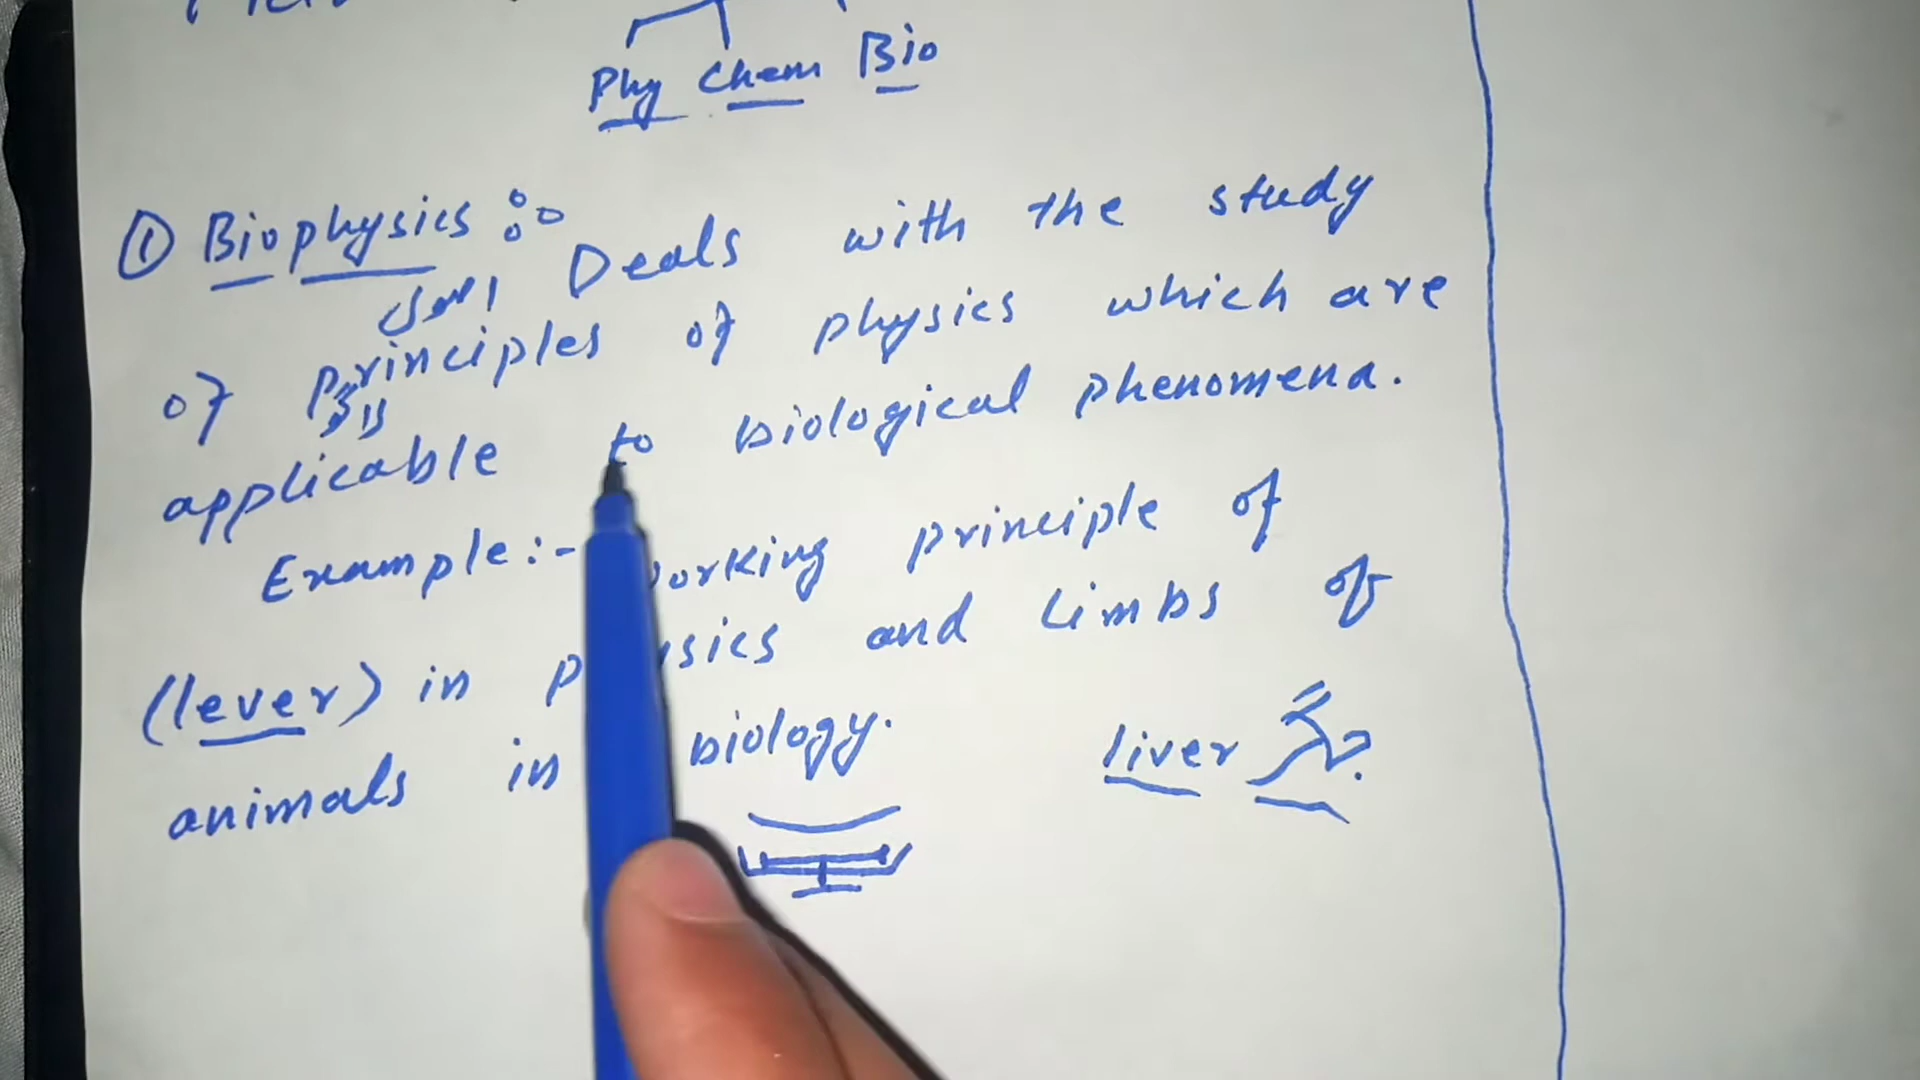 Phy Chem Bio
① Biophysics :- Deals with the study
of principles of physics which are
applicable to biological phenomena.
Example:- working principle of
(lever) in physics and limbs of
animals in biology.
liver